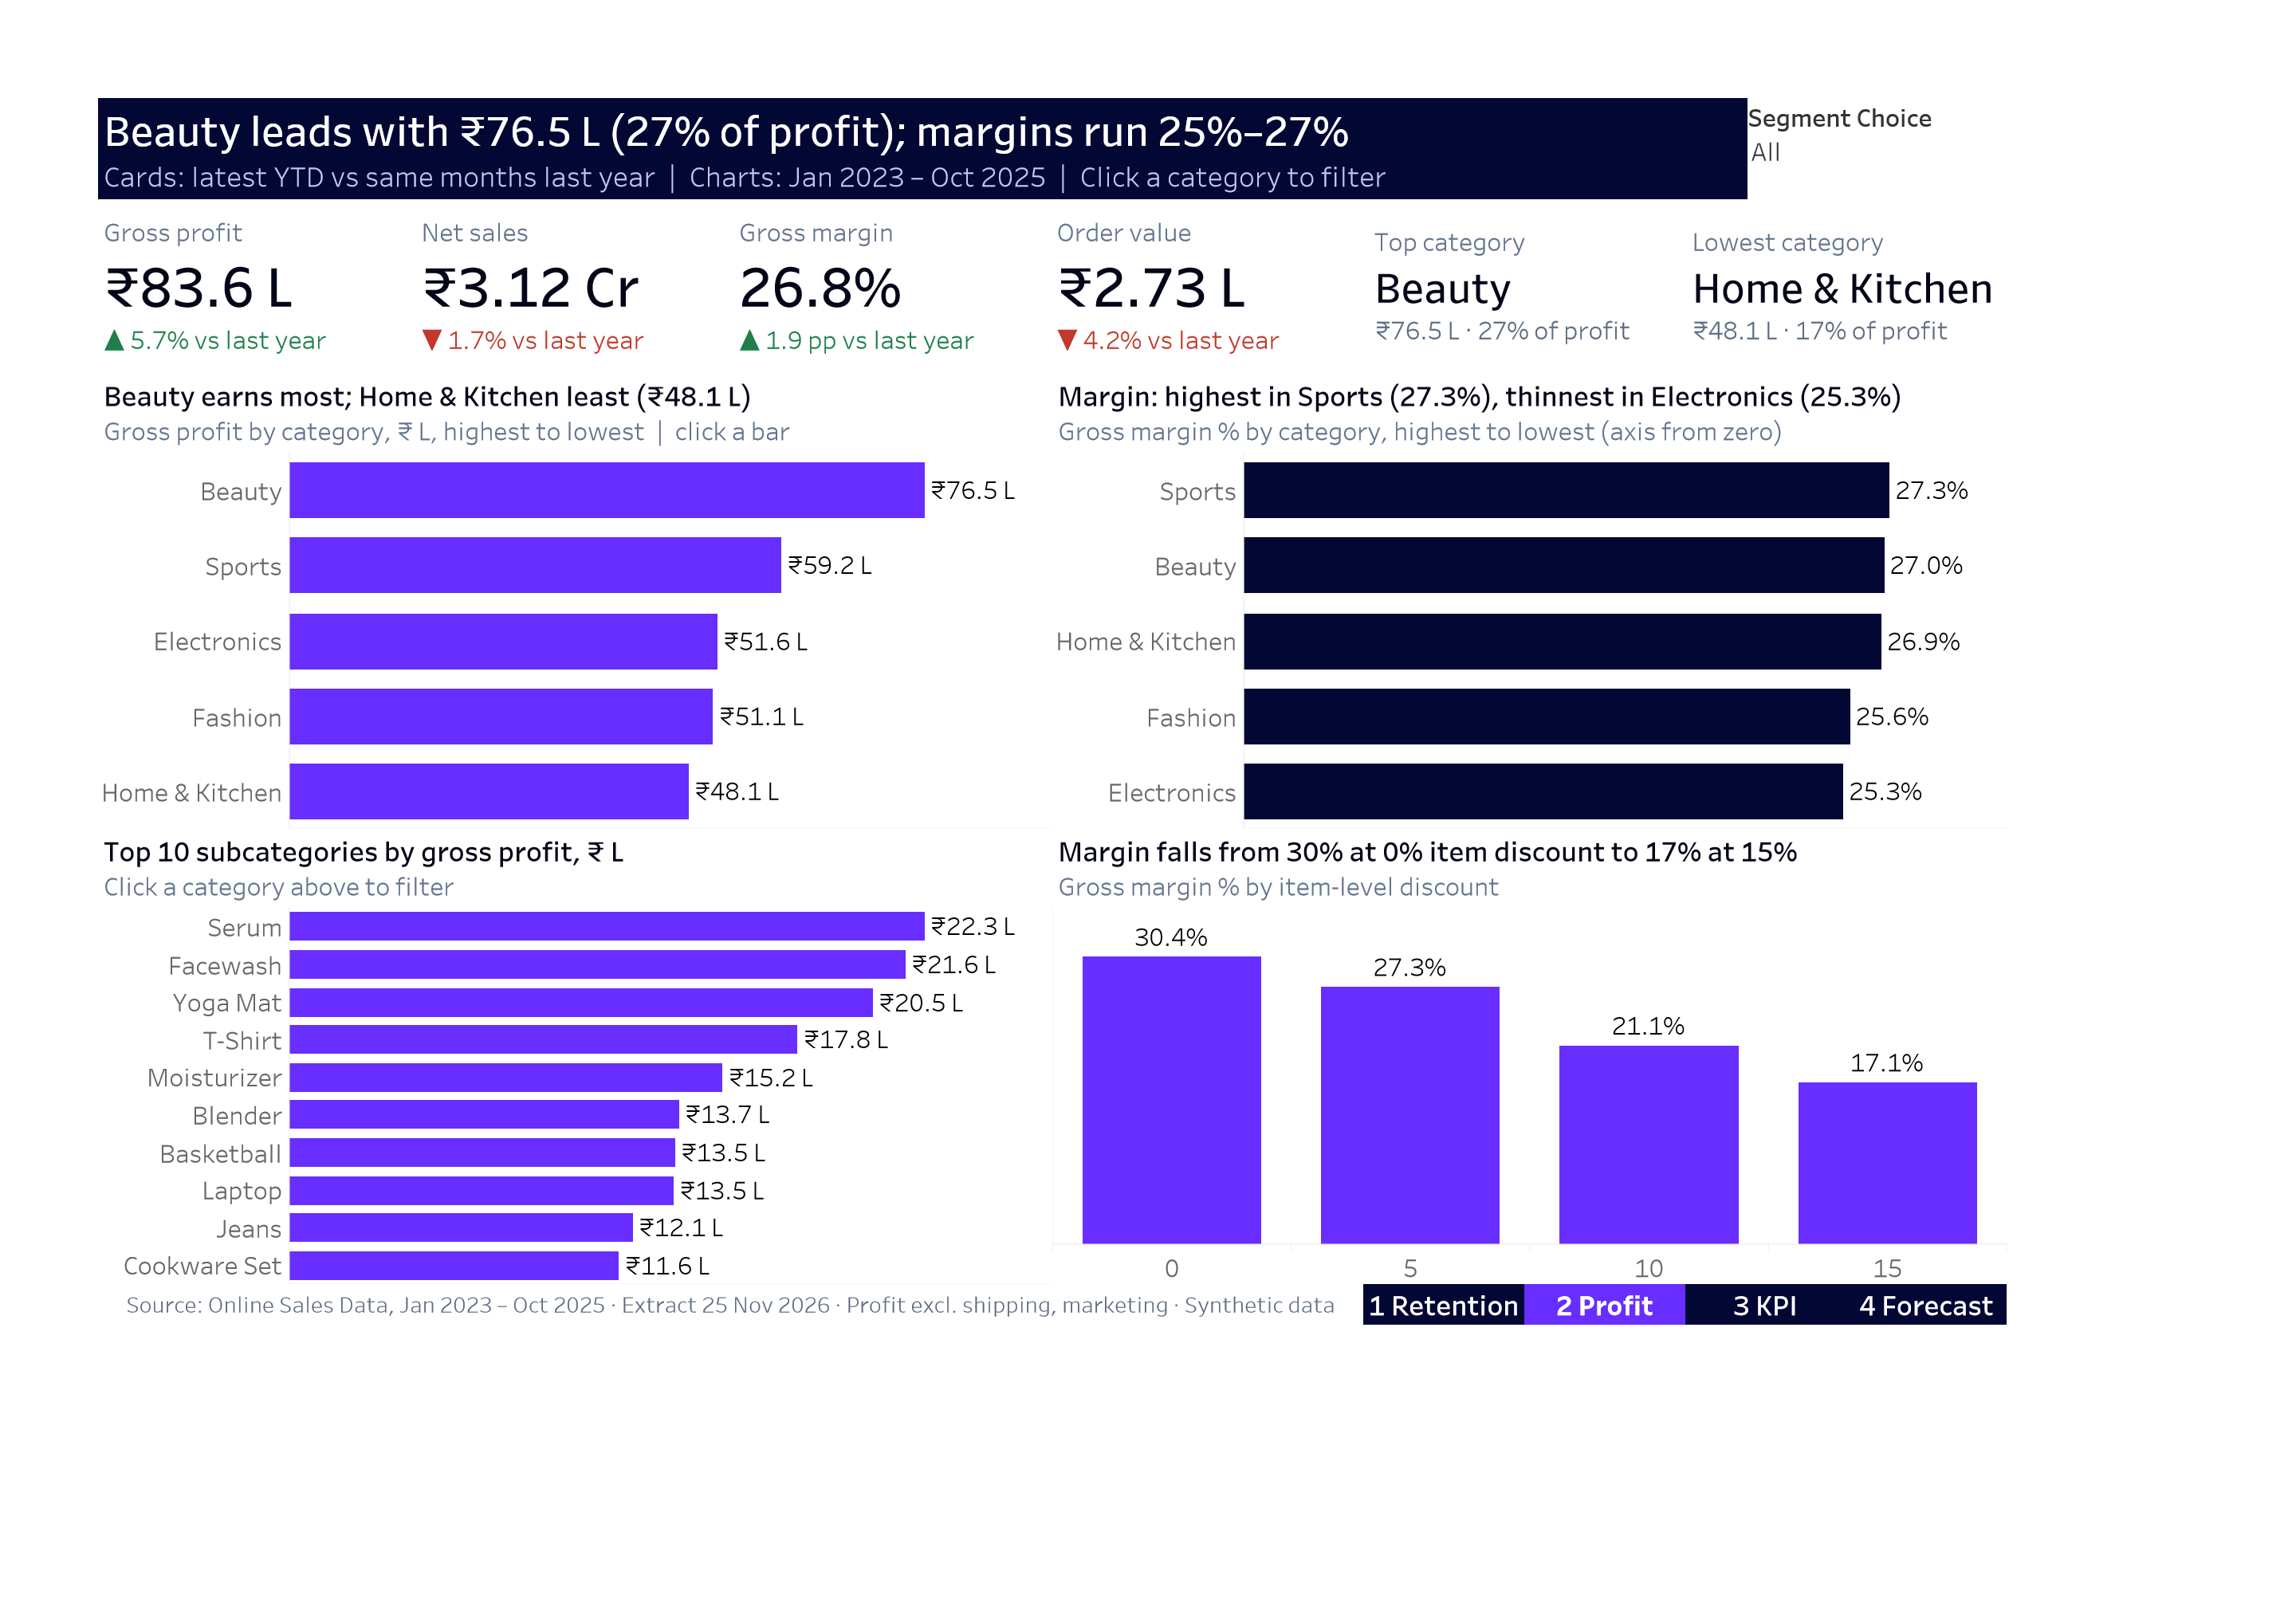 Beauty leads with ₹76.5 L (27% of profit); margins run 25%–27%
Cards: latest YTD vs same months last year | Charts: Jan 2023 – Oct 2025 | Click a category to filter
Segment Choice
All
Gross profit
₹83.6 L
▲ 5.7% vs last year
Net sales
₹3.12 Cr
▼ 1.7% vs last year
Gross margin
26.8%
▲ 1.9 pp vs last year
Order value
₹2.73 L
▼ 4.2% vs last year
Top category
Beauty
₹76.5 L · 27% of profit
Lowest category
Home & Kitchen
₹48.1 L · 17% of profit
Beauty earns most; Home & Kitchen least (₹48.1 L)
Gross profit by category, ₹ L, highest to lowest | click a bar
Beauty ₹76.5 L
Sports ₹59.2 L
Electronics ₹51.6 L
Fashion ₹51.1 L
Home & Kitchen ₹48.1 L
Margin: highest in Sports (27.3%), thinnest in Electronics (25.3%)
Gross margin % by category, highest to lowest (axis from zero)
Sports 27.3%
Beauty 27.0%
Home & Kitchen 26.9%
Fashion 25.6%
Electronics 25.3%
Top 10 subcategories by gross profit, ₹ L
Click a category above to filter
Serum ₹22.3 L
Facewash ₹21.6 L
Yoga Mat ₹20.5 L
T-Shirt ₹17.8 L
Moisturizer ₹15.2 L
Blender ₹13.7 L
Basketball ₹13.5 L
Laptop ₹13.5 L
Jeans ₹12.1 L
Cookware Set ₹11.6 L
Margin falls from 30% at 0% item discount to 17% at 15%
Gross margin % by item-level discount
30.4%
27.3%
21.1%
17.1%
0 5 10 15
Source: Online Sales Data, Jan 2023 – Oct 2025 · Extract 25 Nov 2026 · Profit excl. shipping, marketing · Synthetic data
1 Retention 2 Profit 3 KPI 4 Forecast